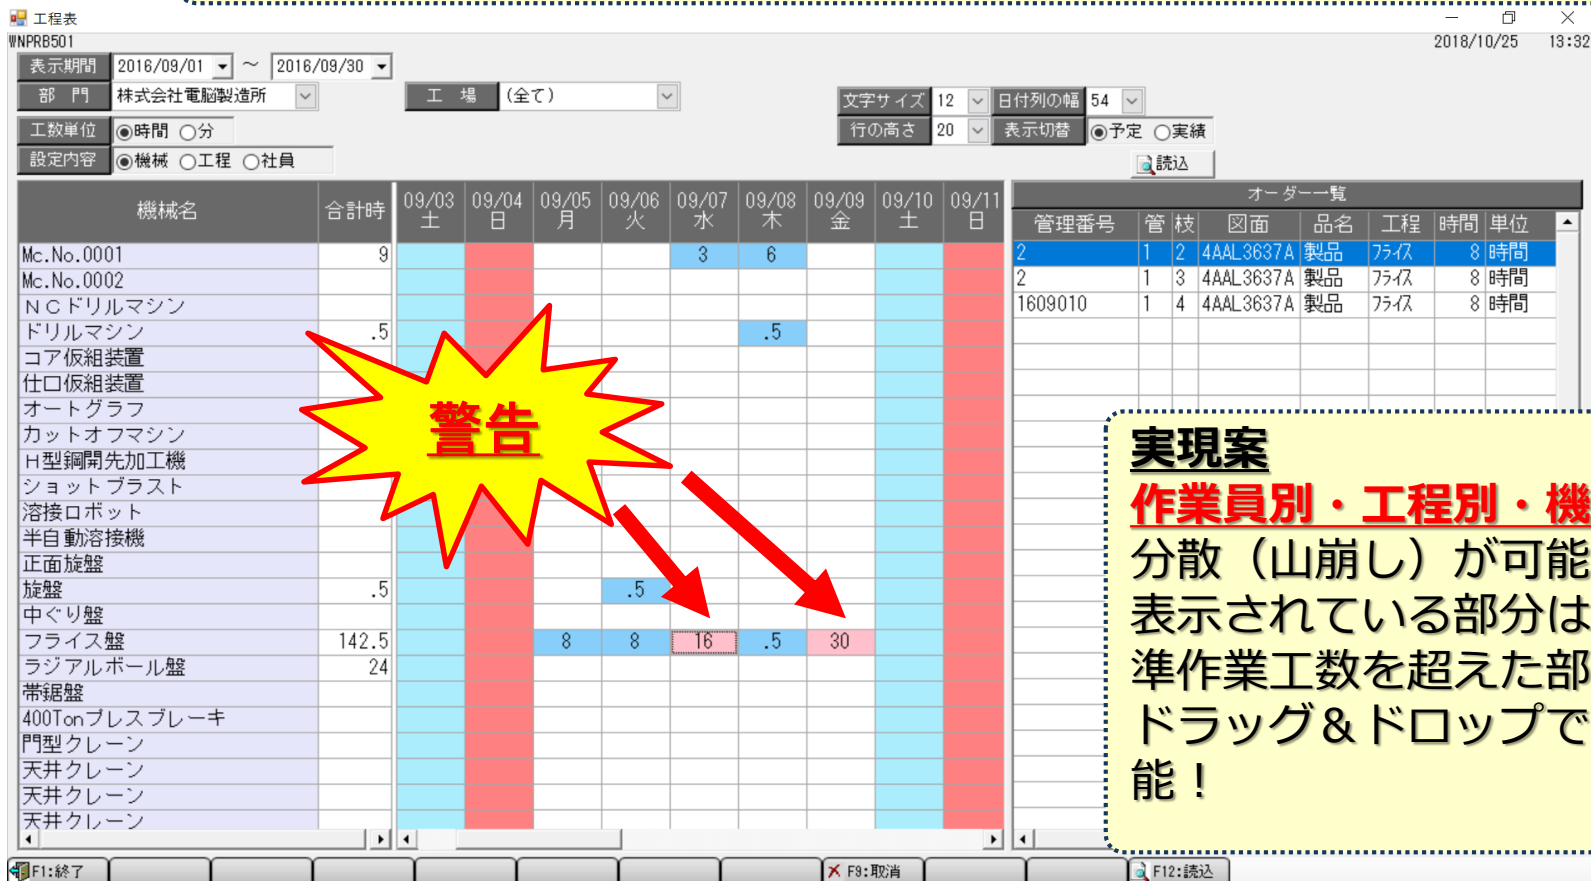 工程表
WNPRB501
2018/10/25 13:32
表示期間 2016/09/01 ～ 2016/09/30
部 門 株式会社電脳製造所 工 場 (全て)
文字サイズ 12 日付列の幅 54
工数単位 時間 分
行の高さ 20 表示切替 予定 実績
設定内容 機械 工程 社員
読込
機械名 合計時 09/03 土 09/04 日 09/05 月 09/06 火 09/07 水 09/08 木 09/09 金 09/10 土 09/11 日
Mc.No.0001 9 3 6
Mc.No.0002
ＮＣドリルマシン
ドリルマシン .5 .5
コア仮組装置
仕口仮組装置
オートグラフ
カットオフマシン
Ｈ型鋼開先加工機
ショットブラスト
溶接ロボット
半自動溶接機
正面旋盤
旋盤 .5 .5
中ぐり盤
フライス盤 142.5 8 8 16 .5 30
ラジアルボール盤 24
帯鋸盤
400Tonプレスブレーキ
門型クレーン
天井クレーン
天井クレーン
天井クレーン
警告
オーダー一覧
管理番号 管 枝 図面 品名 工程 時間 単位
2 1 2 4AAL3637A 製品 ﾌﾗｲｽ 8 時間
2 1 3 4AAL3637A 製品 ﾌﾗｲｽ 8 時間
1609010 1 4 4AAL3637A 製品 ﾌﾗｲｽ 8 時間
実現案
作業員別・工程別・機
分散（山崩し）が可能
表示されている部分は
準作業工数を超えた部
ドラッグ＆ドロップで
能！
F1:終了 F9:取消 F12:読込